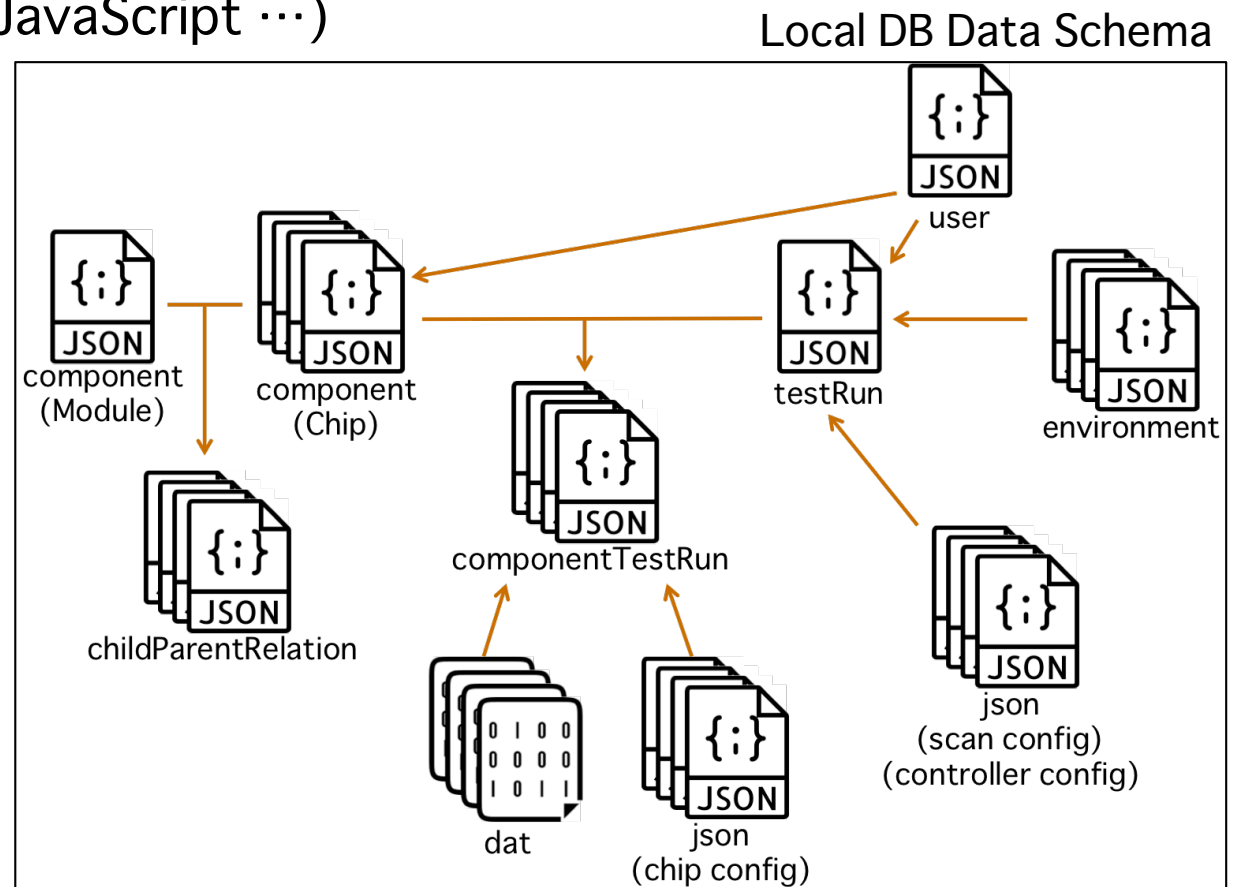 JavaScript …)
Local DB Data Schema
{;}
JSON
user
{;}
JSON
component
(Module)
{;}
JSON
component
(Chip)
{;}
JSON
testRun
{;}
JSON
environment
{;}
JSON
componentTestRun
{;}
JSON
childParentRelation
{;}
JSON
json
(scan config)
(controller config)
0 1 0 0
0 0 0 0
1 0 1 1
dat
{;}
JSON
json
(chip config)